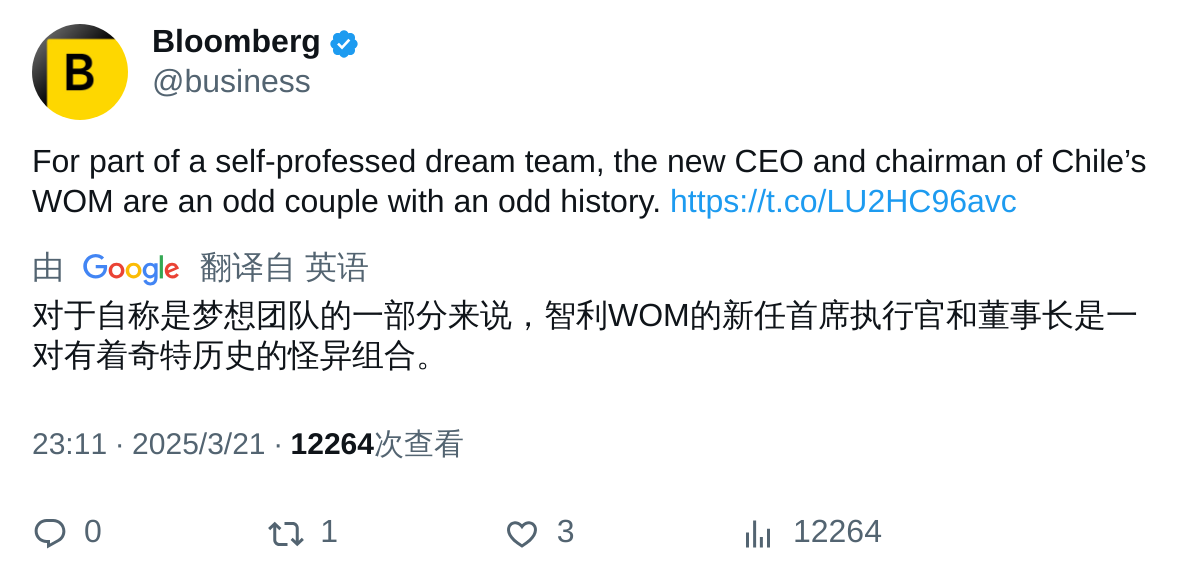 B
Bloomberg
@business
For part of a self-professed dream team, the new CEO and chairman of Chile’s
WOM are an odd couple with an odd history. https://t.co/LU2HC96avc
由 Google 翻译自 英语
对于自称是梦想团队的一部分来说，智利WOM的新任首席执行官和董事长是一
对有着奇特历史的怪异组合。
23:11 · 2025/3/21 · 12264次查看
0 1 3 12264